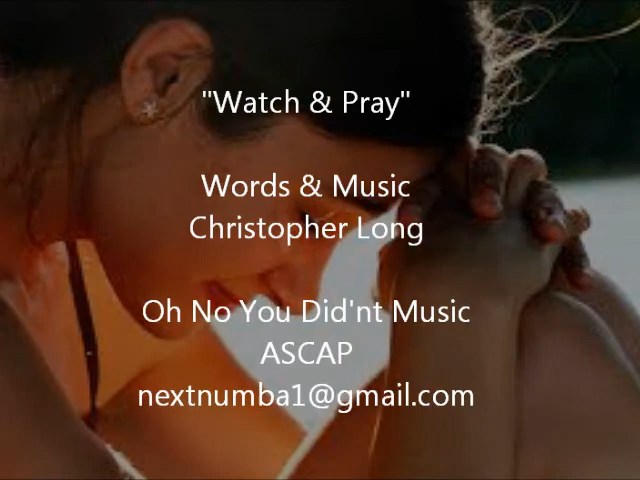 "Watch & Pray"
Words & Music
Christopher Long
Oh No You Did'nt Music
ASCAP
nextnumba1@gmail.com